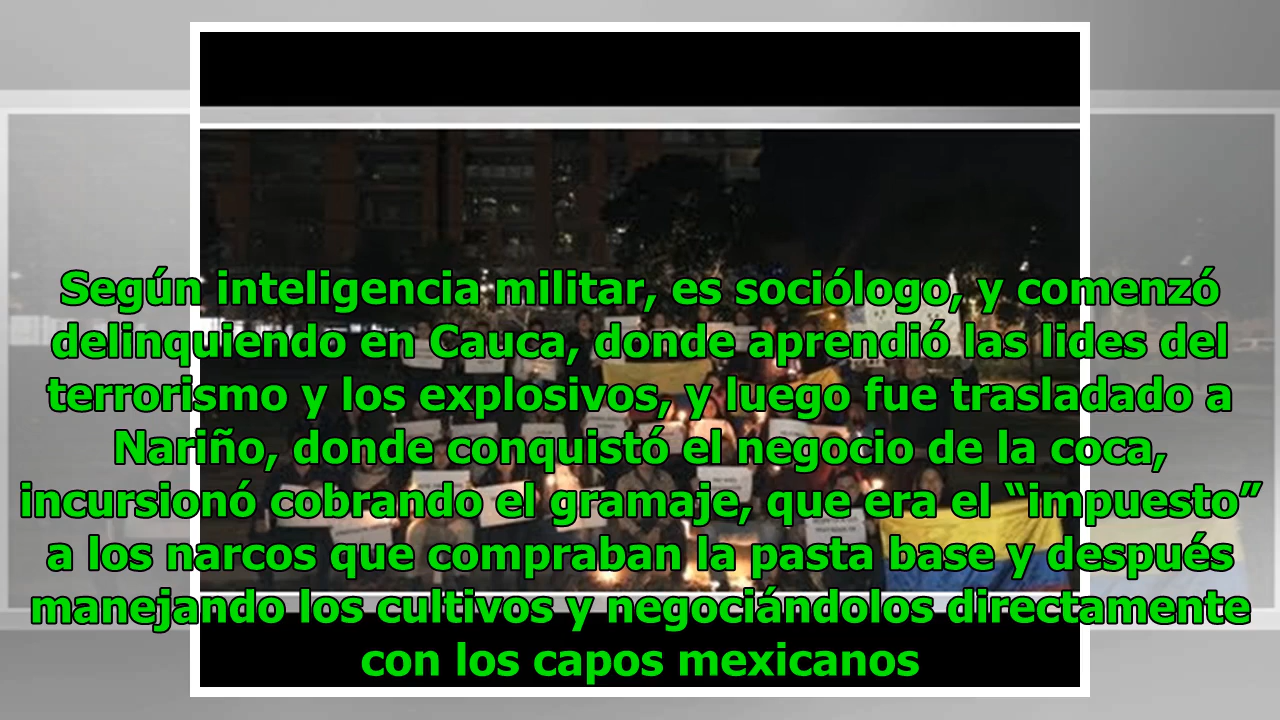 Según inteligencia militar, es sociólogo, y comenzó
delinquiendo en Cauca, donde aprendió las lides del
terrorismo y los explosivos, y luego fue trasladado a
Nariño, donde conquistó el negocio de la coca,
incursionó cobrando el gramaje, que era el “impuesto”
a los narcos que compraban la pasta base y después
manejando los cultivos y negociándolos directamente
con los capos mexicanos